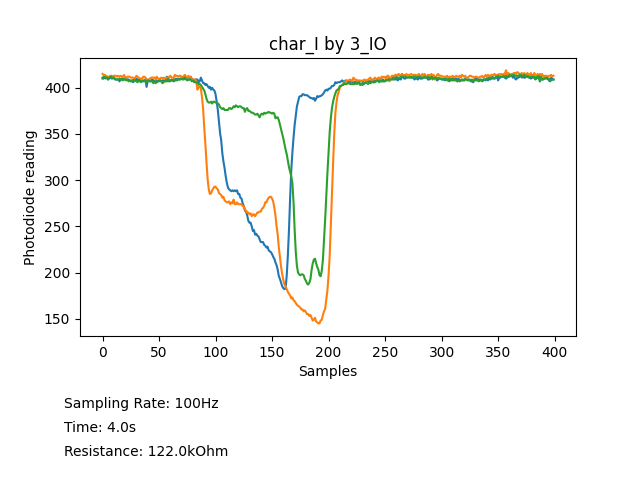 char_I by 3_IO
Photodiode reading
400
350
300
250
200
150
0 50 100 150 200 250 300 350 400
Samples
Sampling Rate: 100Hz
Time: 4.0s
Resistance: 122.0kOhm